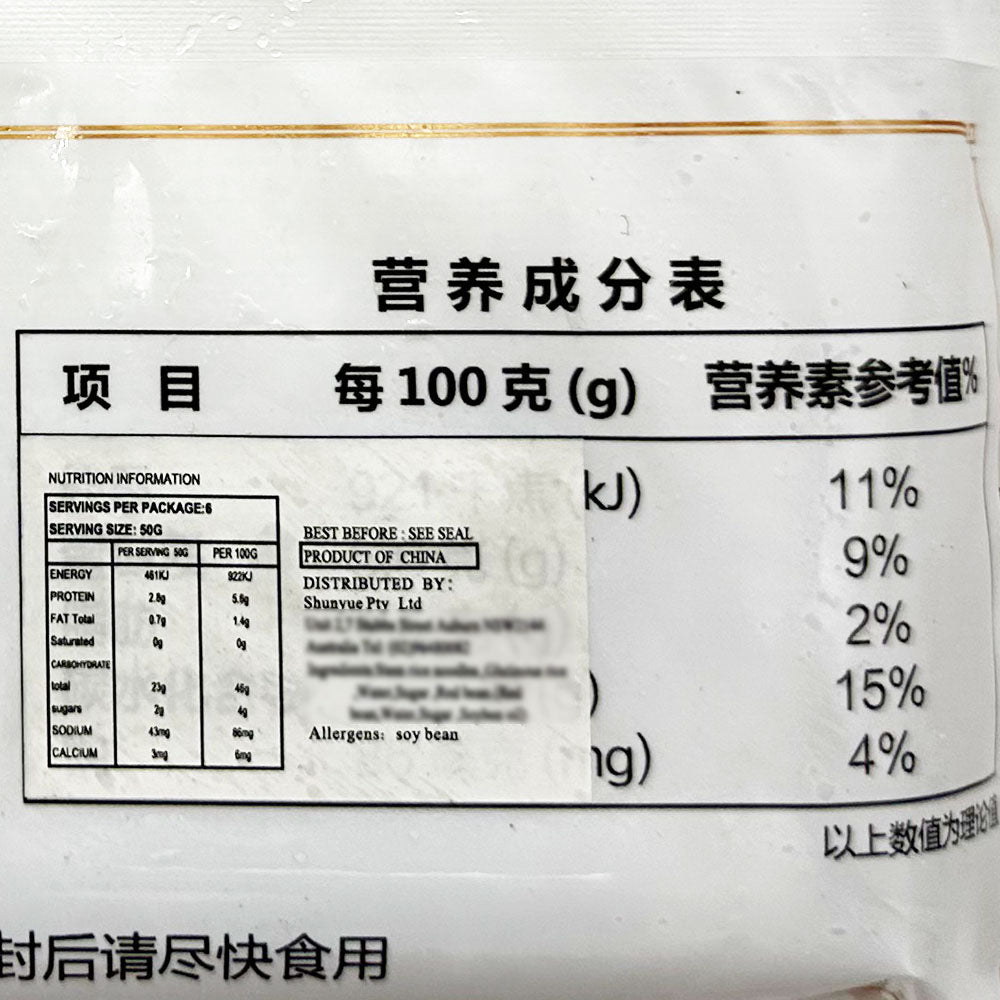 营养成分表
项 目 每100克(g) 营养素参考值%
kJ) 11%
9%
2%
) 15%
ng) 4%
NUTRITION INFORMATION
SERVINGS PER PACKAGE:6
SERVING SIZE: 50G
PER SERVING 50G PER 100G
ENERGY 461KJ 922KJ
PROTEIN 2.8g 5.6g
FAT Total 0.7g 1.4g
Saturated 0g 0g
CARBOHYDRATE
total 23g 46g
sugars 2g 4g
SODIUM 43mg 86mg
CALCIUM 3mg 6mg
BEST BEFORE : SEE SEAL
PRODUCT OF CHINA
DISTRIBUTED BY:
Shunyue Pty Ltd
Allergens: soy bean
以上数值为理论值
封后请尽快食用